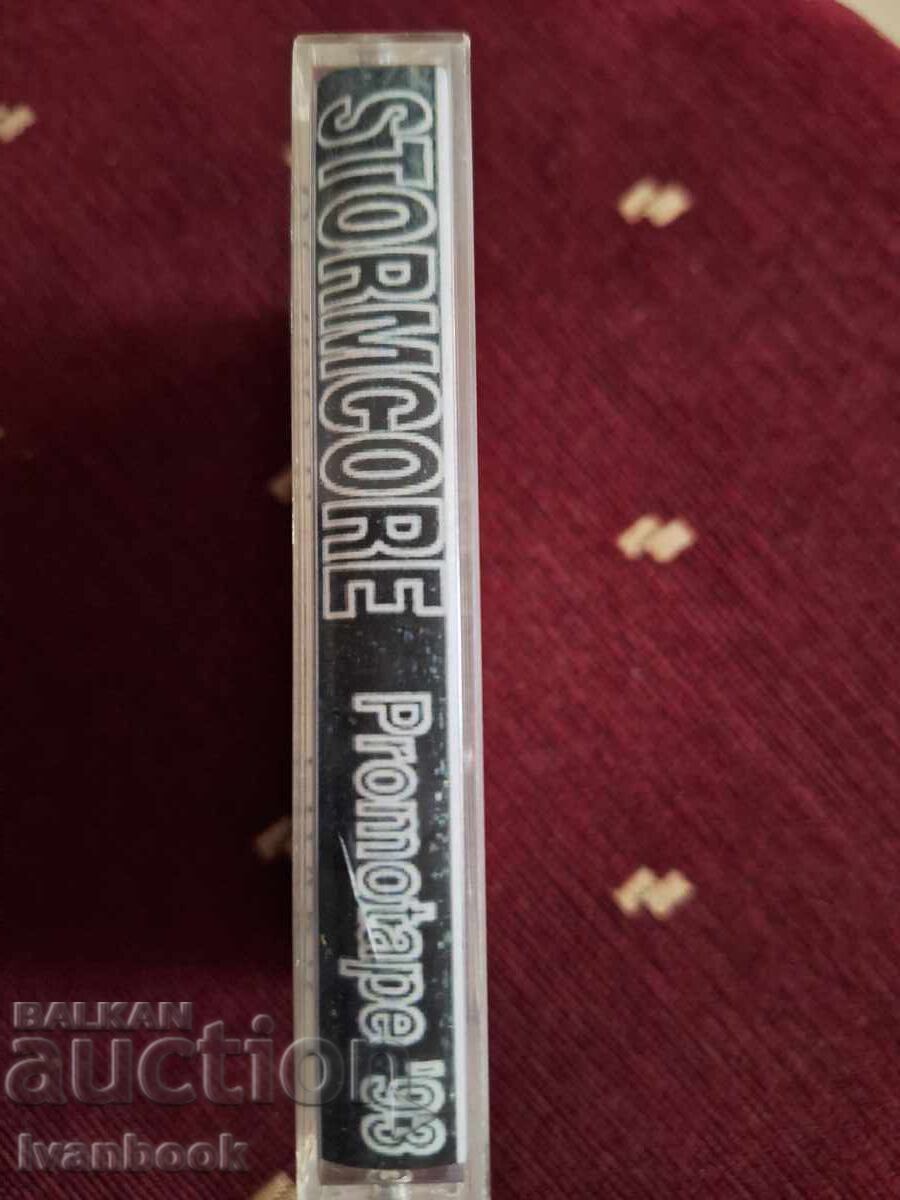 STORMCORE Promotape '93
BALKAN
auction
Ivanbook